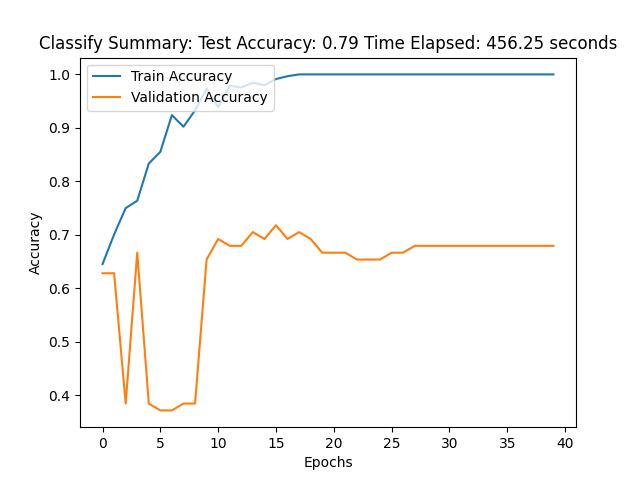 Classify Summary: Test Accuracy: 0.79 Time Elapsed: 456.25 seconds
Train Accuracy
Validation Accuracy
1.0
0.9
0.8
0.7
0.6
0.5
0.4
Accuracy
0 5 10 15 20 25 30 35 40
Epochs